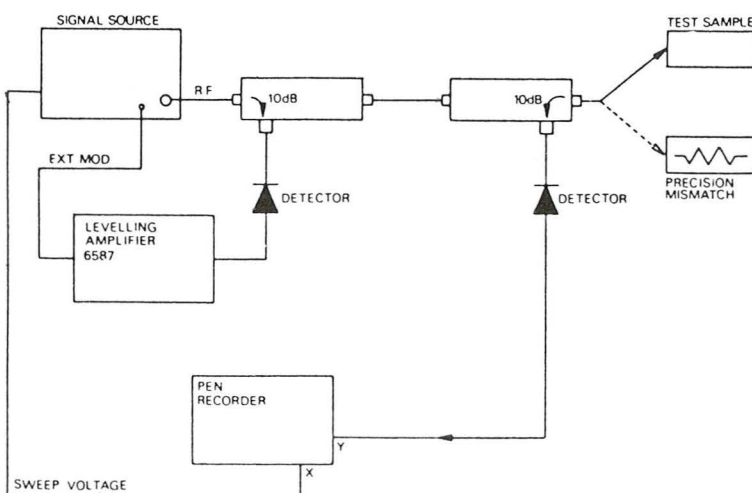 SIGNAL SOURCE
TEST SAMPLE
RF
10dB
10dB
EXT MOD
PRECISION
MISMATCH
DETECTOR
DETECTOR
LEVELLING
AMPLIFIER
6587
PEN
RECORDER
Y
X
SWEEP VOLTAGE